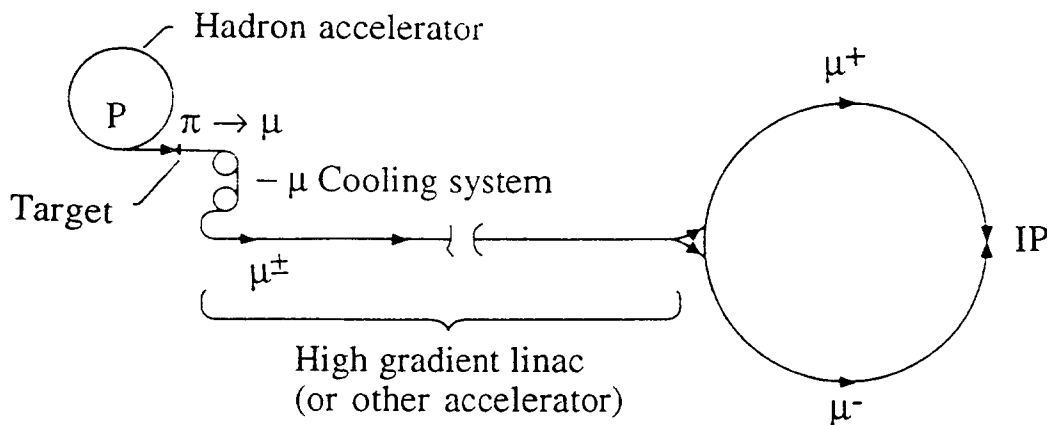 Hadron accelerator
P
π → μ
Target
μ Cooling system
μ±
High gradient linac
(or other accelerator)
μ+
IP
μ-